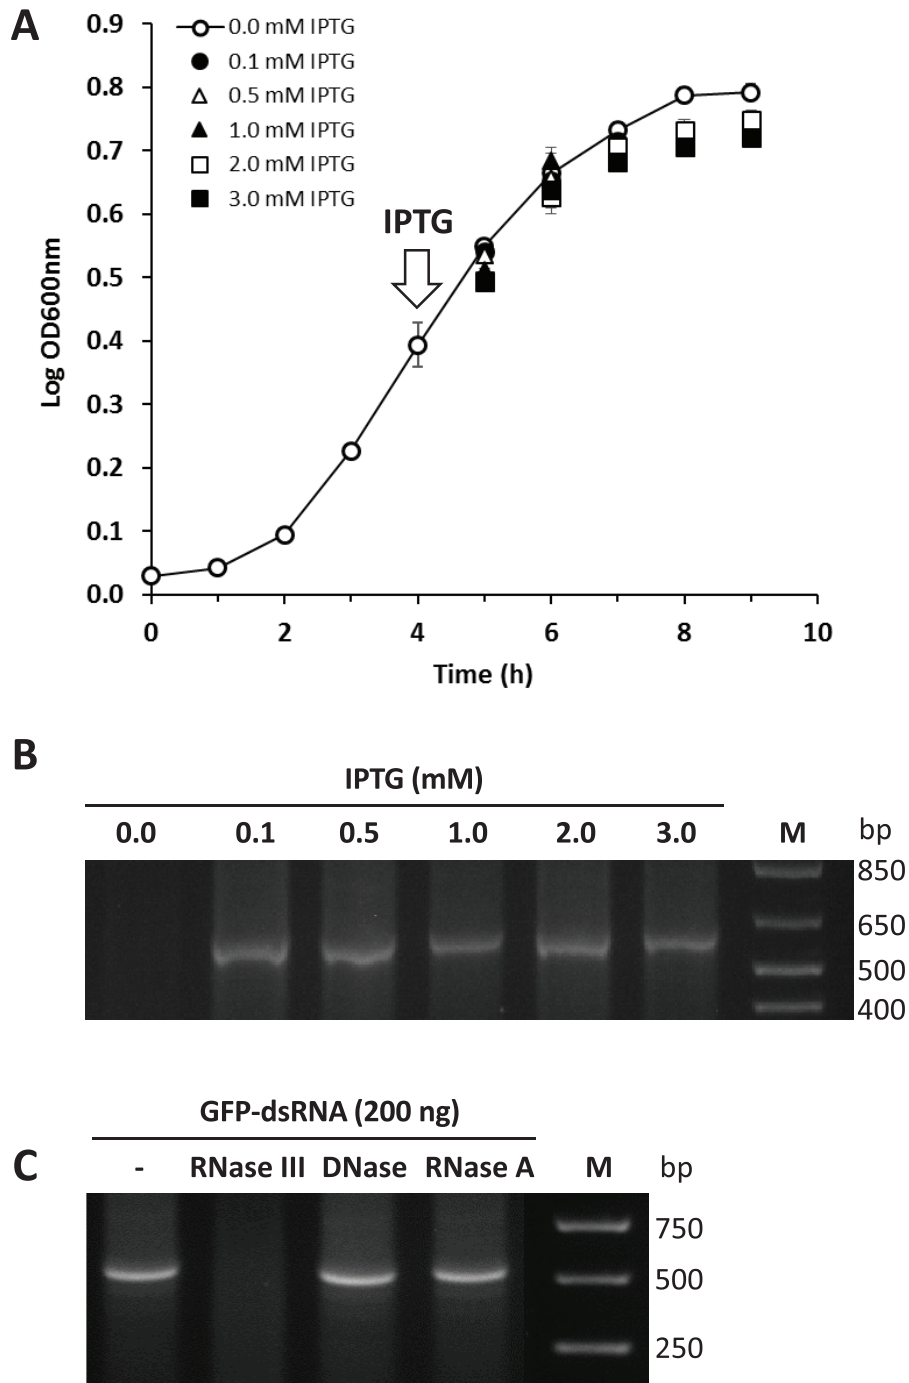 A
0.9
0.8
0.7
0.6
0.5
0.4
0.3
0.2
0.1
0.0
Log OD600nm
0.0 mM IPTG
0.1 mM IPTG
0.5 mM IPTG
1.0 mM IPTG
2.0 mM IPTG
3.0 mM IPTG
IPTG
0 2 4 6 8 10
Time (h)
B
IPTG (mM)
0.0 0.1 0.5 1.0 2.0 3.0 M bp
850
650
500
400
GFP-dsRNA (200 ng)
C - RNase III DNase RNase A M bp
750
500
250